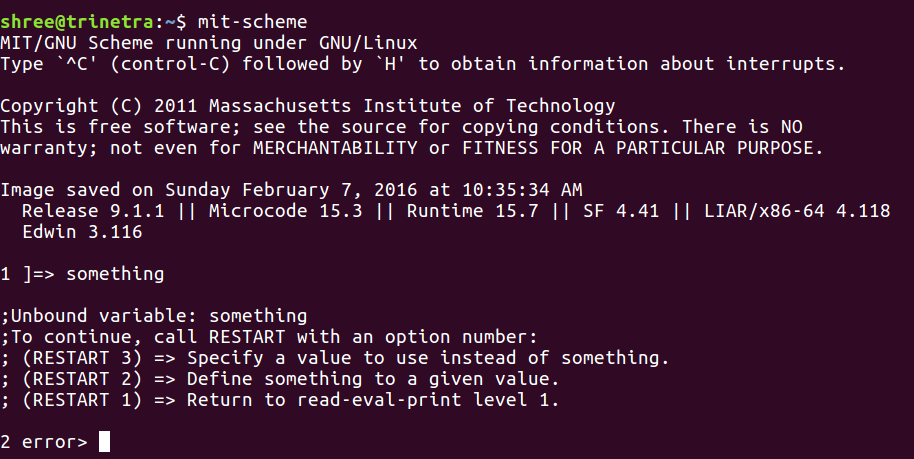 shree@trinetra:~$ mit-scheme
MIT/GNU Scheme running under GNU/Linux
Type `^C' (control-C) followed by `H' to obtain information about interrupts.
Copyright (C) 2011 Massachusetts Institute of Technology
This is free software; see the source for copying conditions. There is NO
warranty; not even for MERCHANTABILITY or FITNESS FOR A PARTICULAR PURPOSE.
Image saved on Sunday February 7, 2016 at 10:35:34 AM
  Release 9.1.1 || Microcode 15.3 || Runtime 15.7 || SF 4.41 || LIAR/x86-64 4.118
  Edwin 3.116
1 ]=> something
;Unbound variable: something
;To continue, call RESTART with an option number:
; (RESTART 3) => Specify a value to use instead of something.
; (RESTART 2) => Define something to a given value.
; (RESTART 1) => Return to read-eval-print level 1.
2 error>